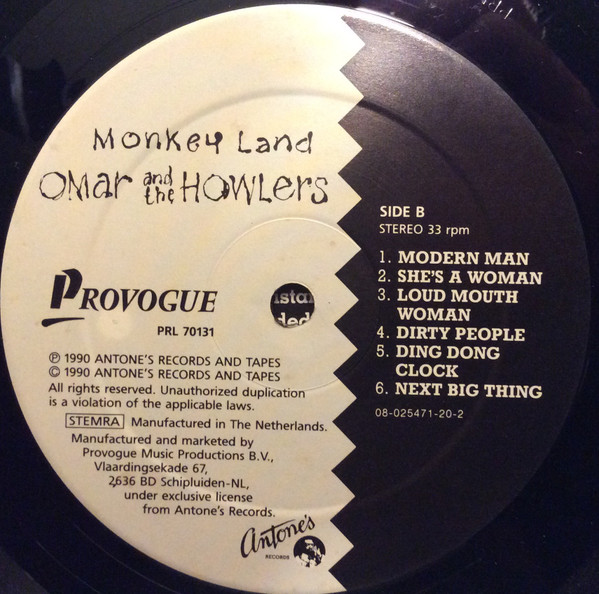 Monkey Land
Omar and the Howlers
PROVOGUE
PRL 70131
℗ 1990 ANTONE'S RECORDS AND TAPES
© 1990 ANTONE'S RECORDS AND TAPES
All rights reserved. Unauthorized duplication
is a violation of the applicable laws.
STEMRA Manufactured in The Netherlands.
Manufactured and marketed by
Provogue Music Productions B.V.,
Vlaardingsekade 67,
2636 BD Schipluiden-NL,
under exclusive license
from Antone's Records.
Antone's
RECORDS
SIDE B
STEREO 33 rpm
1. MODERN MAN
2. SHE'S A WOMAN
3. LOUD MOUTH
WOMAN
4. DIRTY PEOPLE
5. DING DONG
CLOCK
6. NEXT BIG THING
08-025471-20-2